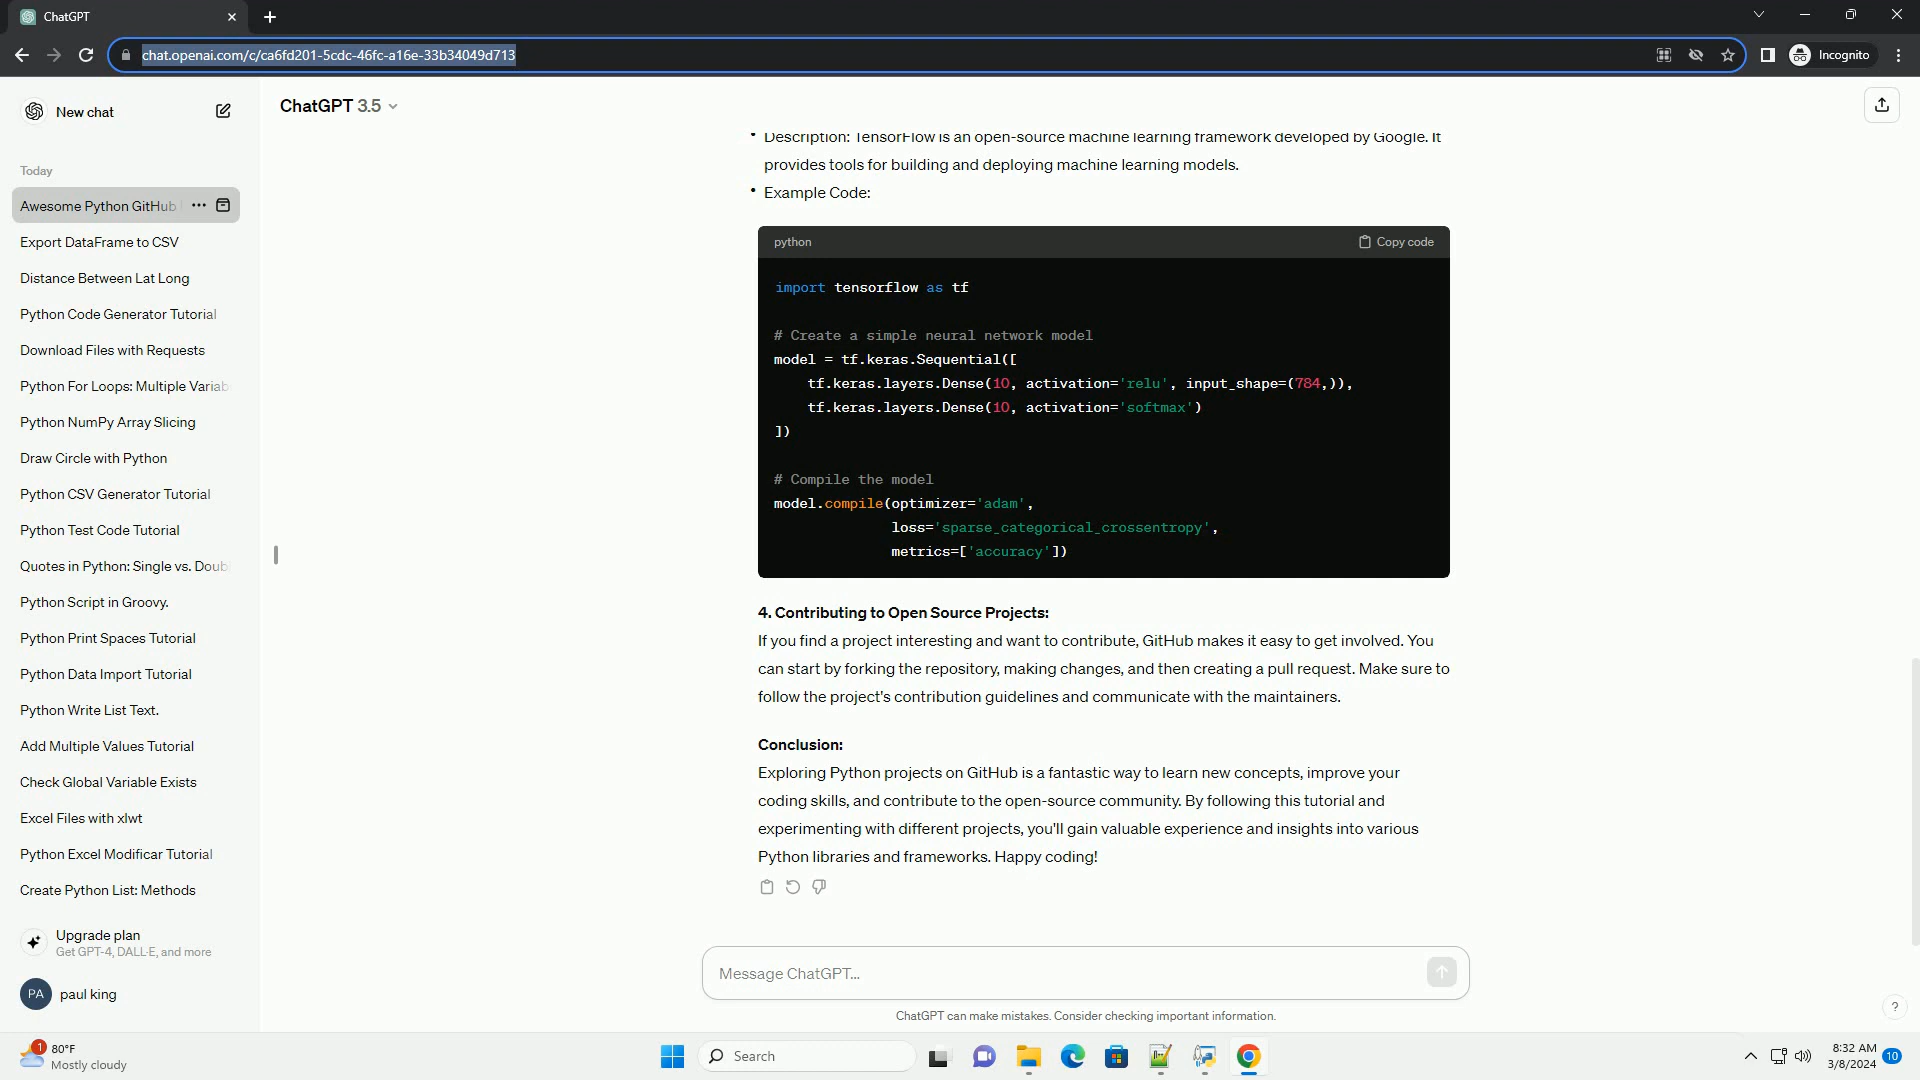 ChatGPT
chat.openai.com/c/ca6fd201-5cdc-46fc-a16e-33b34049d713
Incognito
New chat
ChatGPT 3.5
Today
Awesome Python GitHub
Export DataFrame to CSV
Distance Between Lat Long
Python Code Generator Tutorial
Download Files with Requests
Python For Loops: Multiple Variab
Python NumPy Array Slicing
Draw Circle with Python
Python CSV Generator Tutorial
Python Test Code Tutorial
Quotes in Python: Single vs. Doub
Python Script in Groovy.
Python Print Spaces Tutorial
Python Data Import Tutorial
Python Write List Text.
Add Multiple Values Tutorial
Check Global Variable Exists
Excel Files with xlwt
Python Excel Modificar Tutorial
Create Python List: Methods
Upgrade plan
Get GPT-4, DALL·E, and more
PA paul king
• Description: TensorFlow is an open-source machine learning framework developed by Google. It
provides tools for building and deploying machine learning models.
• Example Code:
python
Copy code
import tensorflow as tf
# Create a simple neural network model
model = tf.keras.Sequential([
    tf.keras.layers.Dense(10, activation='relu', input_shape=(784,)),
    tf.keras.layers.Dense(10, activation='softmax')
])
# Compile the model
model.compile(optimizer='adam',
              loss='sparse_categorical_crossentropy',
              metrics=['accuracy'])
4. Contributing to Open Source Projects:
If you find a project interesting and want to contribute, GitHub makes it easy to get involved. You
can start by forking the repository, making changes, and then creating a pull request. Make sure to
follow the project's contribution guidelines and communicate with the maintainers.
Conclusion:
Exploring Python projects on GitHub is a fantastic way to learn new concepts, improve your
coding skills, and contribute to the open-source community. By following this tutorial and
experimenting with different projects, you'll gain valuable experience and insights into various
Python libraries and frameworks. Happy coding!
Message ChatGPT...
ChatGPT can make mistakes. Consider checking important information.
?
1
80°F
Mostly cloudy
Search
8:32 AM
3/8/2024
10